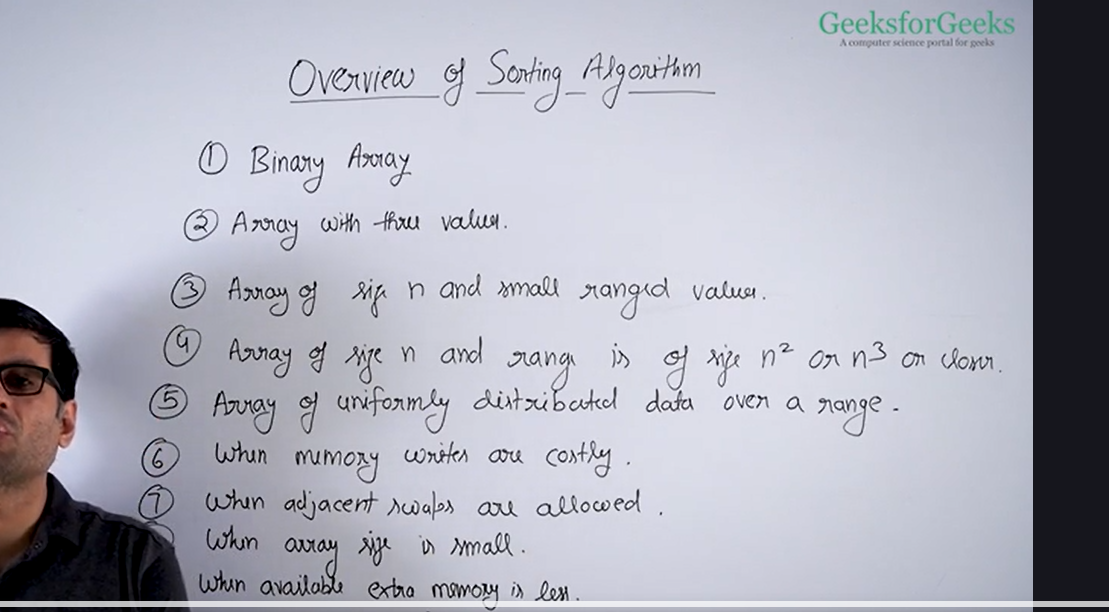 GeeksforGeeks
A computer science portal for geeks
Overview of Sorting Algorithm
① Binary Array
② Array with three values.
③ Array of size n and small ranged values.
④ Array of size n and range is of size n² or n³ or closer.
⑤ Array of uniformly distributed data over a range.
⑥ When memory writes are costly.
⑦ When adjacent swaps are allowed.
When array size is small.
When available extra memory is less.